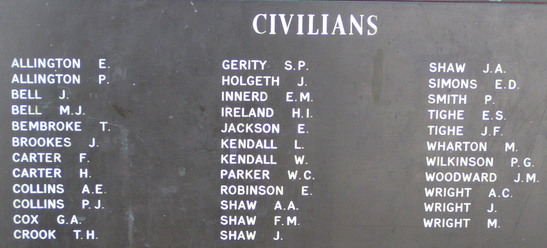 CIVILIANS
ALLINGTON E.
ALLINGTON P.
BELL J.
BELL M.J.
BEMBROKE T.
BROOKES J.
CARTER F.
CARTER H.
COLLINS A.E.
COLLINS P.J.
COX G.A.
CROOK T.H.
GERITY S.P.
HOLGETH J.
INNERD E.M.
IRELAND H.I.
JACKSON E.
KENDALL L.
KENDALL W.
PARKER W.C.
ROBINSON E.
SHAW A.A.
SHAW F.M.
SHAW J.
SHAW J.A.
SIMONS E.D.
SMITH P.
TIGHE E.S.
TIGHE J.F.
WHARTON M.
WILKINSON P.G.
WOODWARD J.M.
WRIGHT A.C.
WRIGHT J.
WRIGHT M.